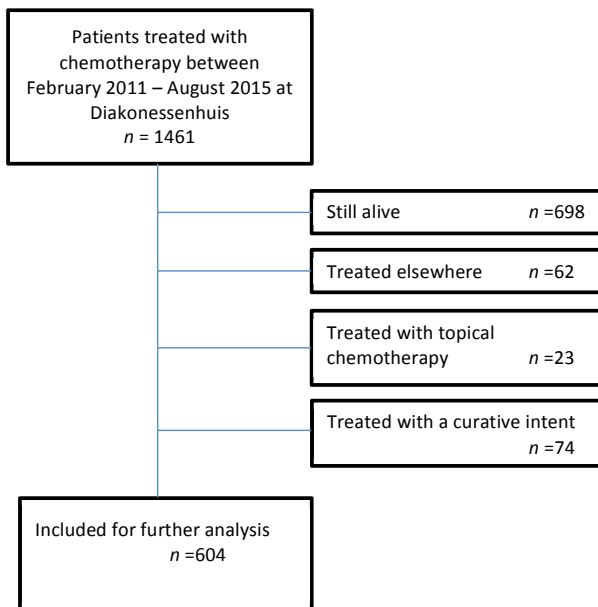 Patients treated with
chemotherapy between
February 2011 – August 2015 at
Diakonessenhuis
n = 1461
Still alive n =698
Treated elsewhere n =62
Treated with topical
chemotherapy n =23
Treated with a curative intent
n =74
Included for further analysis
n =604